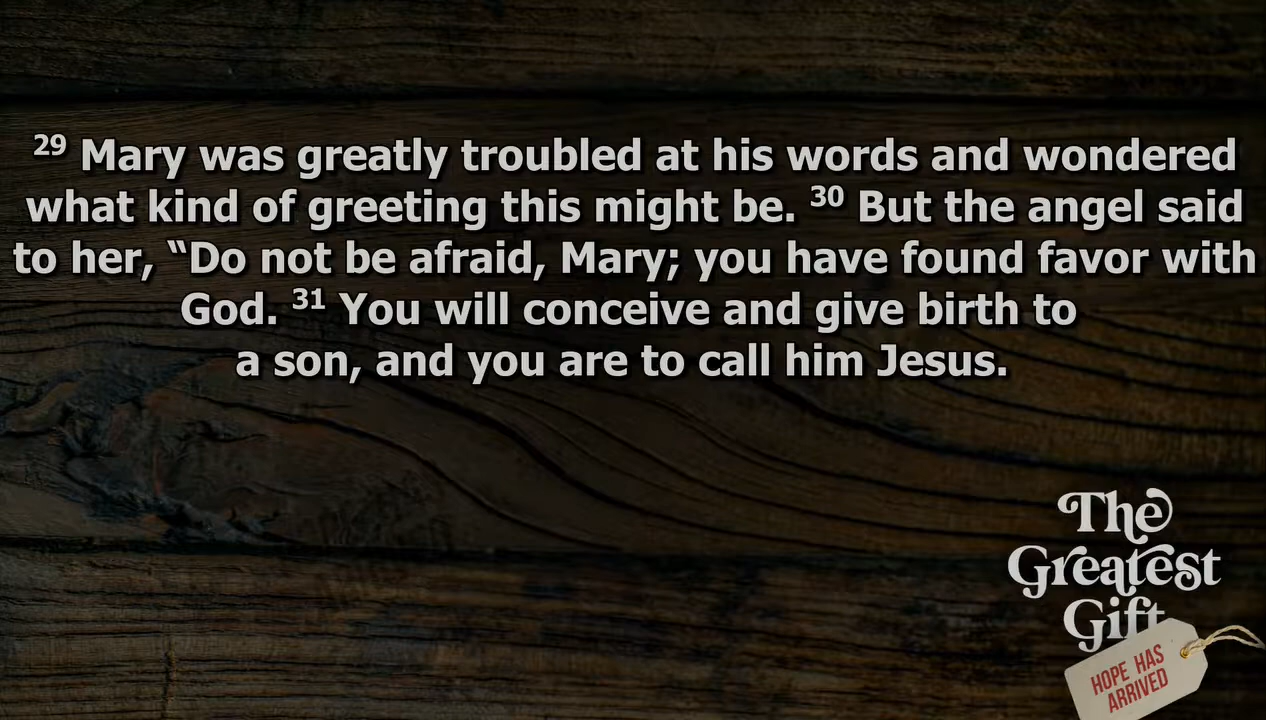 29 Mary was greatly troubled at his words and wondered
what kind of greeting this might be. 30 But the angel said
to her, “Do not be afraid, Mary; you have found favor with
God. 31 You will conceive and give birth to
a son, and you are to call him Jesus.
The
Greatest
Gift
HOPE HAS
ARRIVED